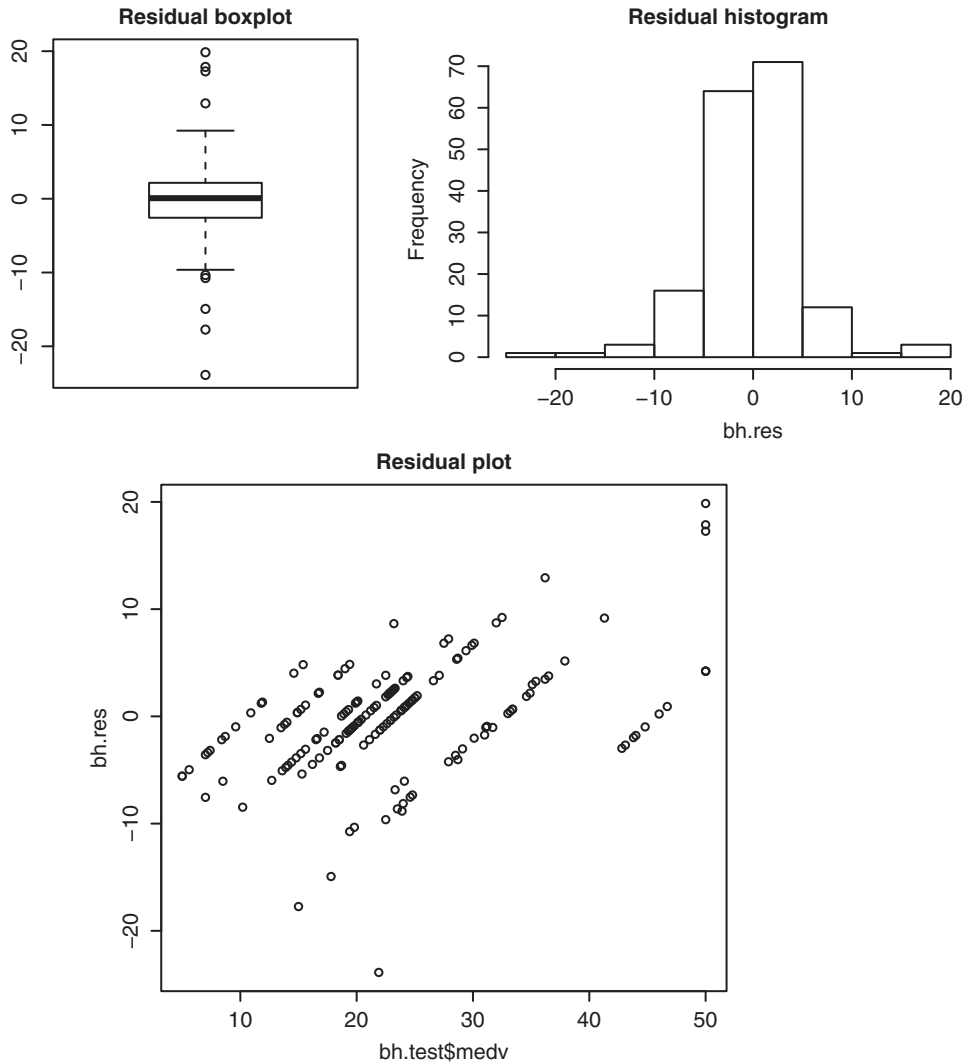 Residual boxplot
20
10
0
−10
−20
Residual histogram
Frequency
70
60
50
40
30
20
10
0
−20 −10 0 10 20
bh.res
Residual plot
bh.res
20
10
0
−10
−20
10 20 30 40 50
bh.test$medv